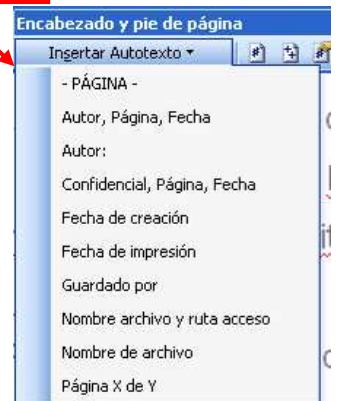 Encabezado y pie de página
Insertar Autotexto
- PÁGINA -
Autor, Página, Fecha
Autor:
Confidencial, Página, Fecha
Fecha de creación
Fecha de impresión
Guardado por
Nombre archivo y ruta acceso
Nombre de archivo
Página X de Y